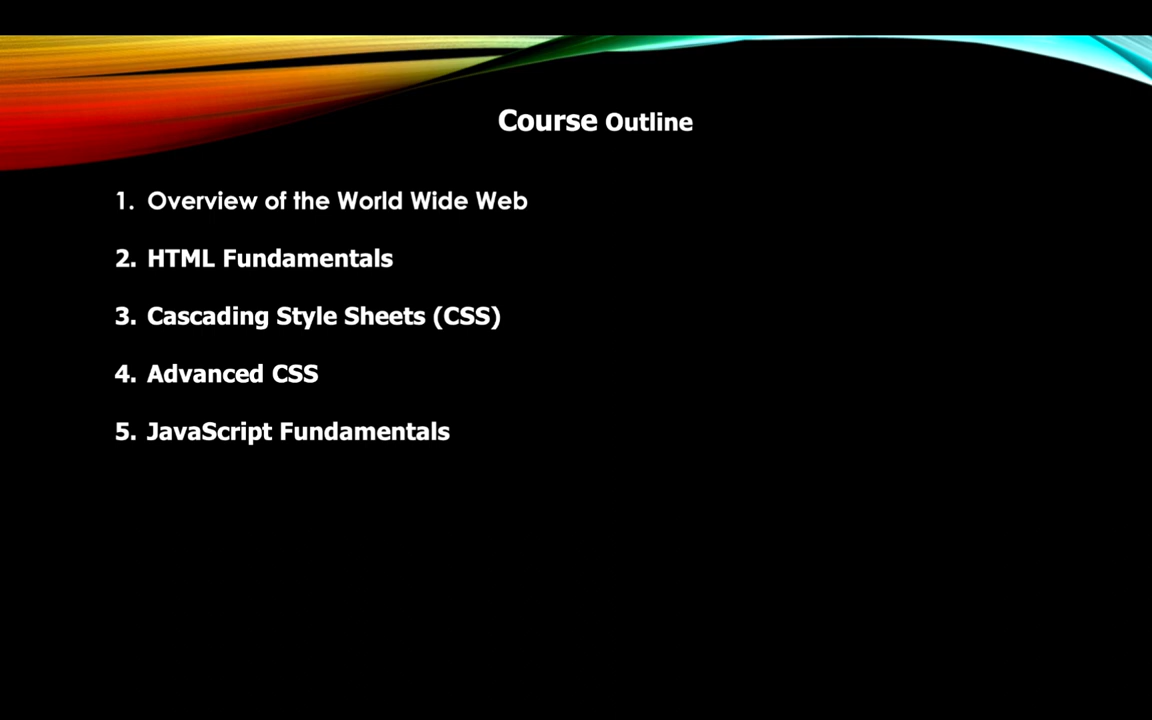 Course Outline
1. Overview of the World Wide Web
2. HTML Fundamentals
3. Cascading Style Sheets (CSS)
4. Advanced CSS
5. JavaScript Fundamentals